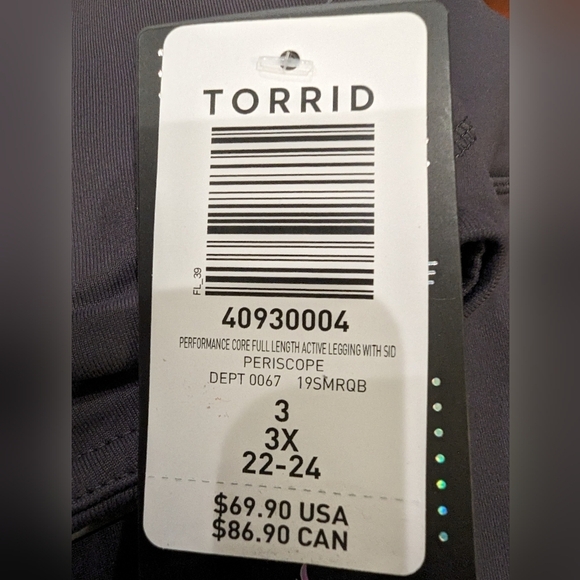 TORRID
FL_39
40930004
PERFORMANCE CORE FULL LENGTH ACTIVE LEGGING WITH SID
PERISCOPE
DEPT 0067 19SMRQB
3
3X
22-24
$69.90 USA
$86.90 CAN